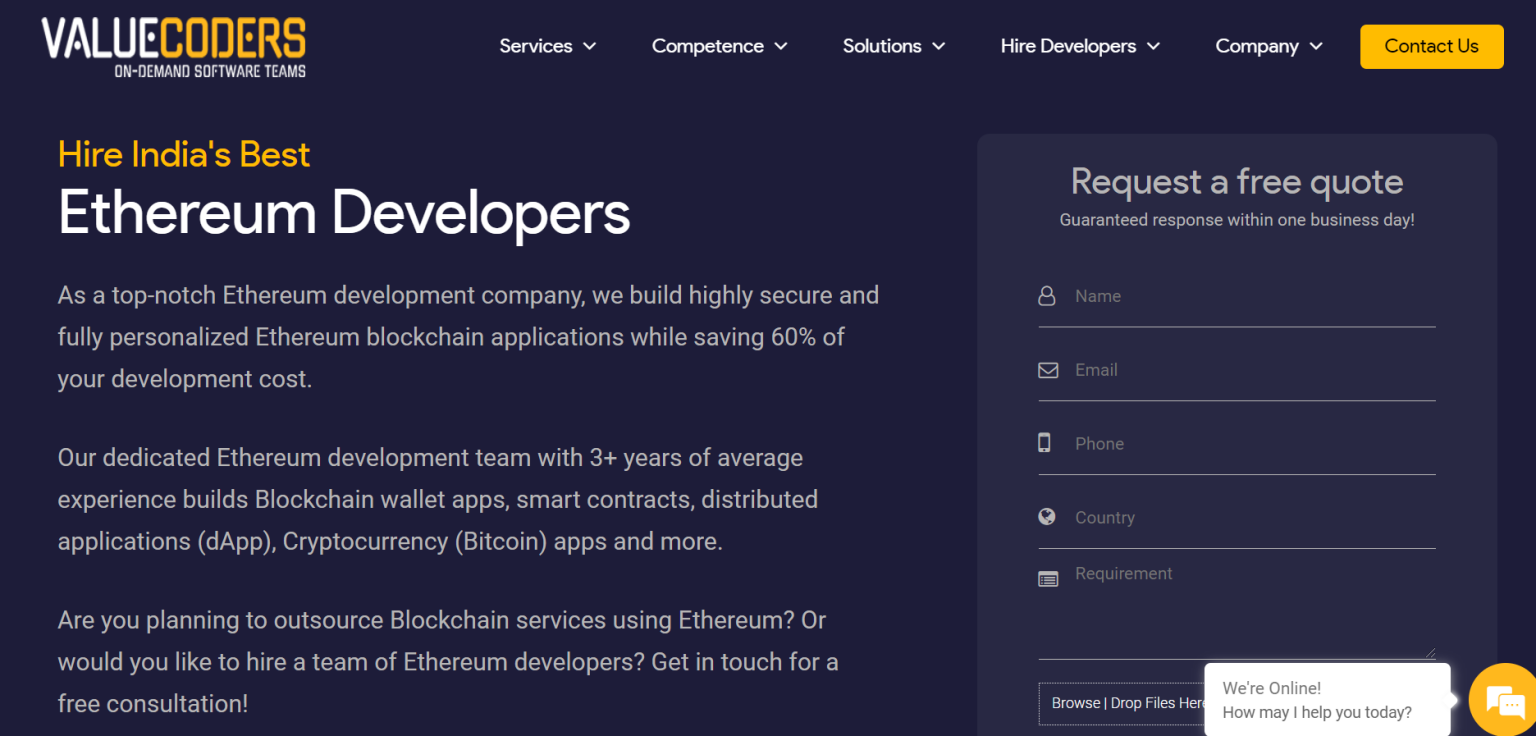 VALUECODERS
ON-DEMAND SOFTWARE TEAMS
Services
Competence
Solutions
Hire Developers
Company
Contact Us
Hire India's Best
Ethereum Developers
As a top-notch Ethereum development company, we build highly secure and
fully personalized Ethereum blockchain applications while saving 60% of
your development cost.
Our dedicated Ethereum development team with 3+ years of average
experience builds Blockchain wallet apps, smart contracts, distributed
applications (dApp), Cryptocurrency (Bitcoin) apps and more.
Are you planning to outsource Blockchain services using Ethereum? Or
would you like to hire a team of Ethereum developers? Get in touch for a
free consultation!
Request a free quote
Guaranteed response within one business day!
Name
Email
Phone
Country
Requirement
Browse | Drop Files Here
We're Online!
How may I help you today?